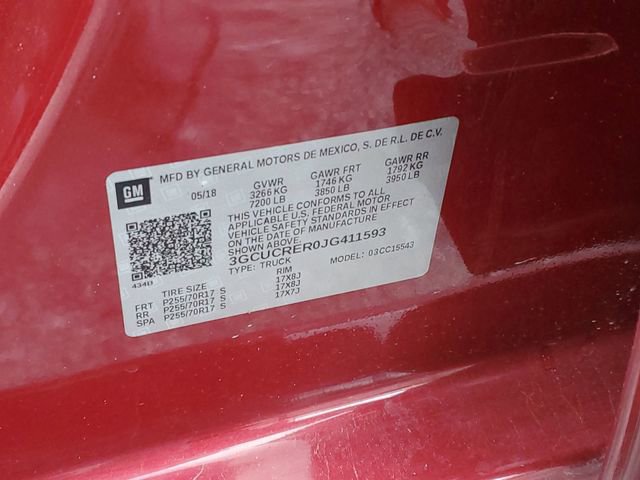 MFD BY GENERAL MOTORS DE MEXICO, S. DE R.L. DE C.V.
GM
05/18 GVWR GAWR FRT GAWR RR
3266 KG 1746 KG 1792 KG
7200 LB 3850 LB 3950 LB
THIS VEHICLE CONFORMS TO ALL
APPLICABLE U.S. FEDERAL MOTOR
VEHICLE SAFETY STANDARDS IN EFFECT
ON THE DATE OF MANUFACTURE
SHOWN ABOVE.
3GCUCRER0JG411593
TYPE: TRUCK MODEL: 03CC15543
434B
TIRE SIZE RIM
FRT P255/70R17 S 17X8J
RR P255/70R17 S 17X8J
SPA P255/70R17 S 17X7J